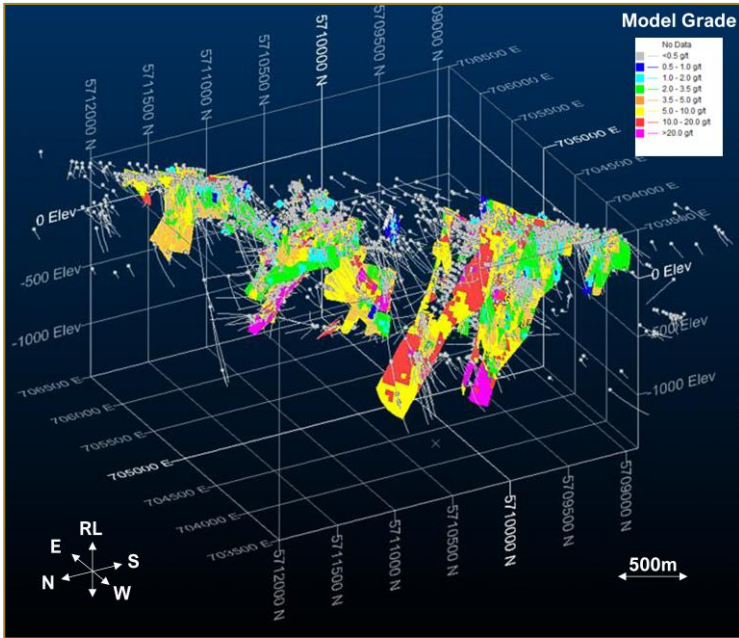 Model Grade
No Data
<0.5 g/t
0.5 - 1.0 g/t
1.0 - 2.0 g/t
2.0 - 3.5 g/t
3.5 - 5.0 g/t
5.0 - 10.0 g/t
10.0 - 20.0 g/t
>20.0 g/t
5712000 N
5711500 N
5711000 N
5710500 N
5710000 N
5709500 N
706500 E
706000 E
705500 E
705000 E
704500 E
704000 E
0 Elev
-500 Elev
-1000 Elev
0 Elev
-1000 Elev
706500 E
706000 E
705500 E
705000 E
704500 E
704000 E
703500 E
5712000 N
5711500 N
5711000 N
5710500 N
5710000 N
5709500 N
5709000 N
RL
E
S
N
W
500m